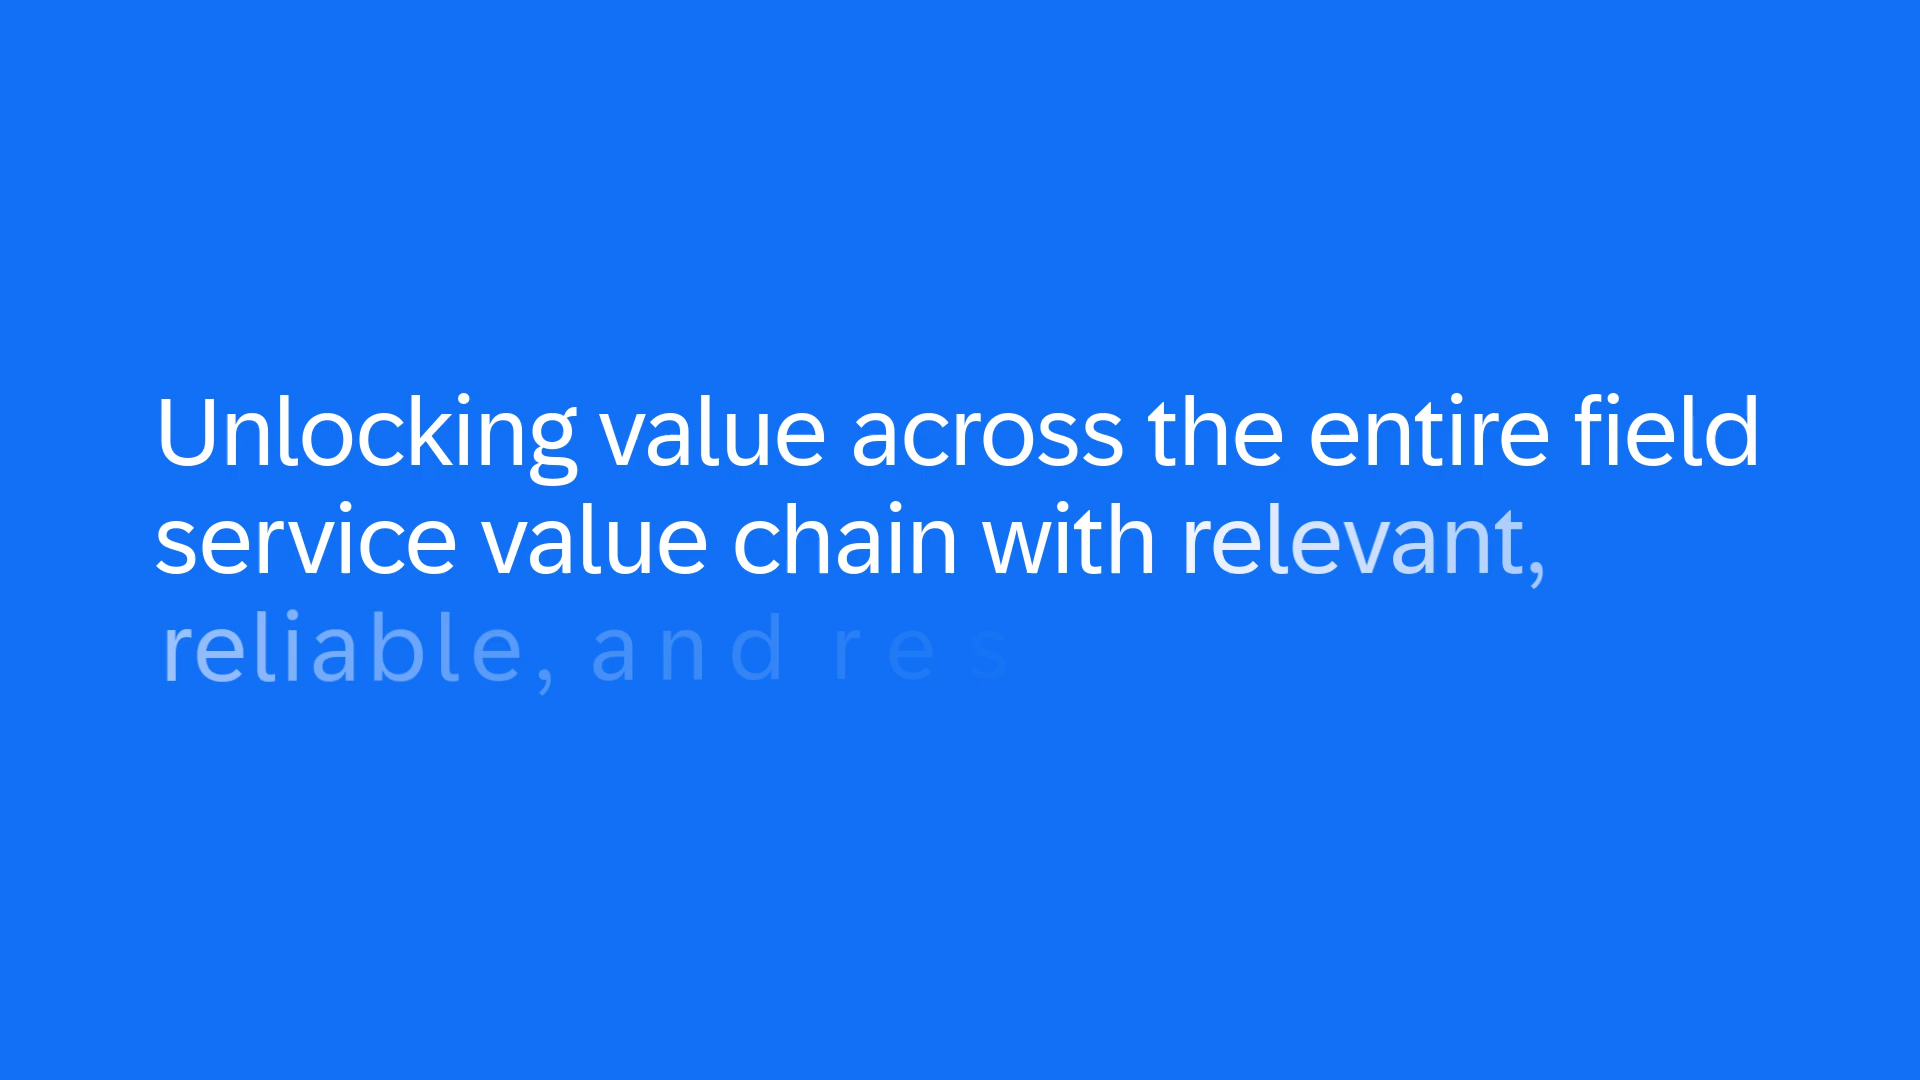 Unlocking value across the entire field
service value chain with relevant,
reliable, and res